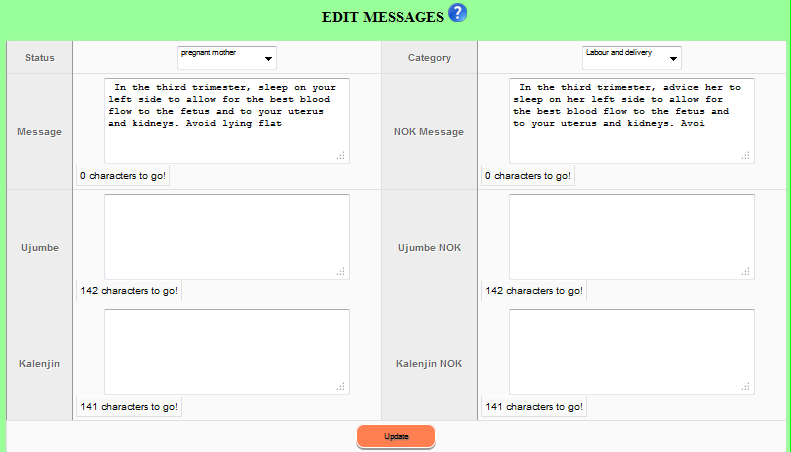 EDIT MESSAGES ?
Status
pregnant mother
Category
Labour and delivery
Message
In the third trimester, sleep on your
left side to allow for the best blood
flow to the fetus and to your uterus
and kidneys. Avoid lying flat
0 characters to go!
NOK Message
In the third trimester, advice her to
sleep on her left side to allow for
the best blood flow to the fetus and
to your uterus and kidneys. Avoi
0 characters to go!
Ujumbe
142 characters to go!
Ujumbe NOK
142 characters to go!
Kalenjin
141 characters to go!
Kalenjin NOK
141 characters to go!
Update